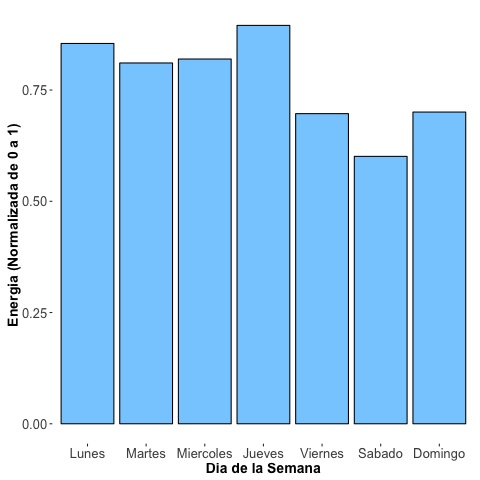 0.75
0.50
0.25
0.00
Energia (Normalizada de 0 a 1)
Lunes Martes Miercoles Jueves Viernes Sabado Domingo
Dia de la Semana